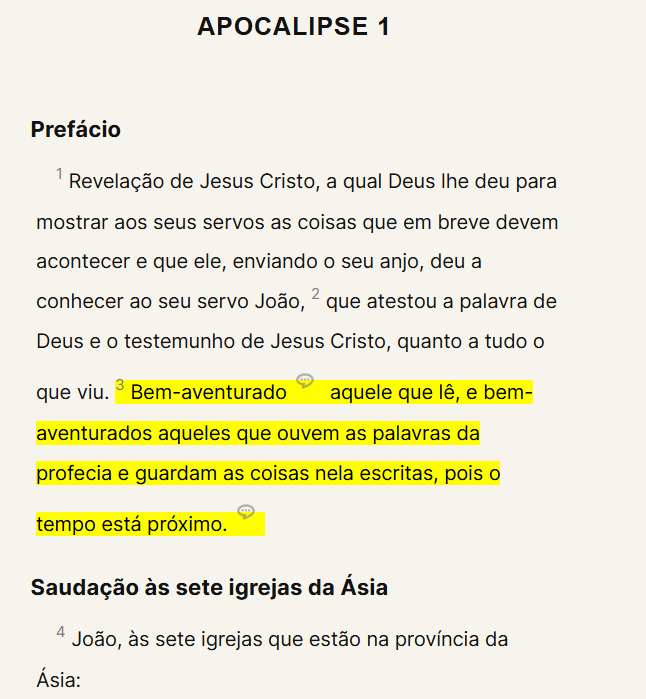 APOCALIPSE 1
Prefácio
1 Revelação de Jesus Cristo, a qual Deus lhe deu para
mostrar aos seus servos as coisas que em breve devem
acontecer e que ele, enviando o seu anjo, deu a
conhecer ao seu servo João, 2 que atestou a palavra de
Deus e o testemunho de Jesus Cristo, quanto a tudo o
que viu. 3 Bem-aventurado aquele que lê, e bem-
aventurados aqueles que ouvem as palavras da
profecia e guardam as coisas nela escritas, pois o
tempo está próximo.
Saudação às sete igrejas da Ásia
4 João, às sete igrejas que estão na província da
Ásia: